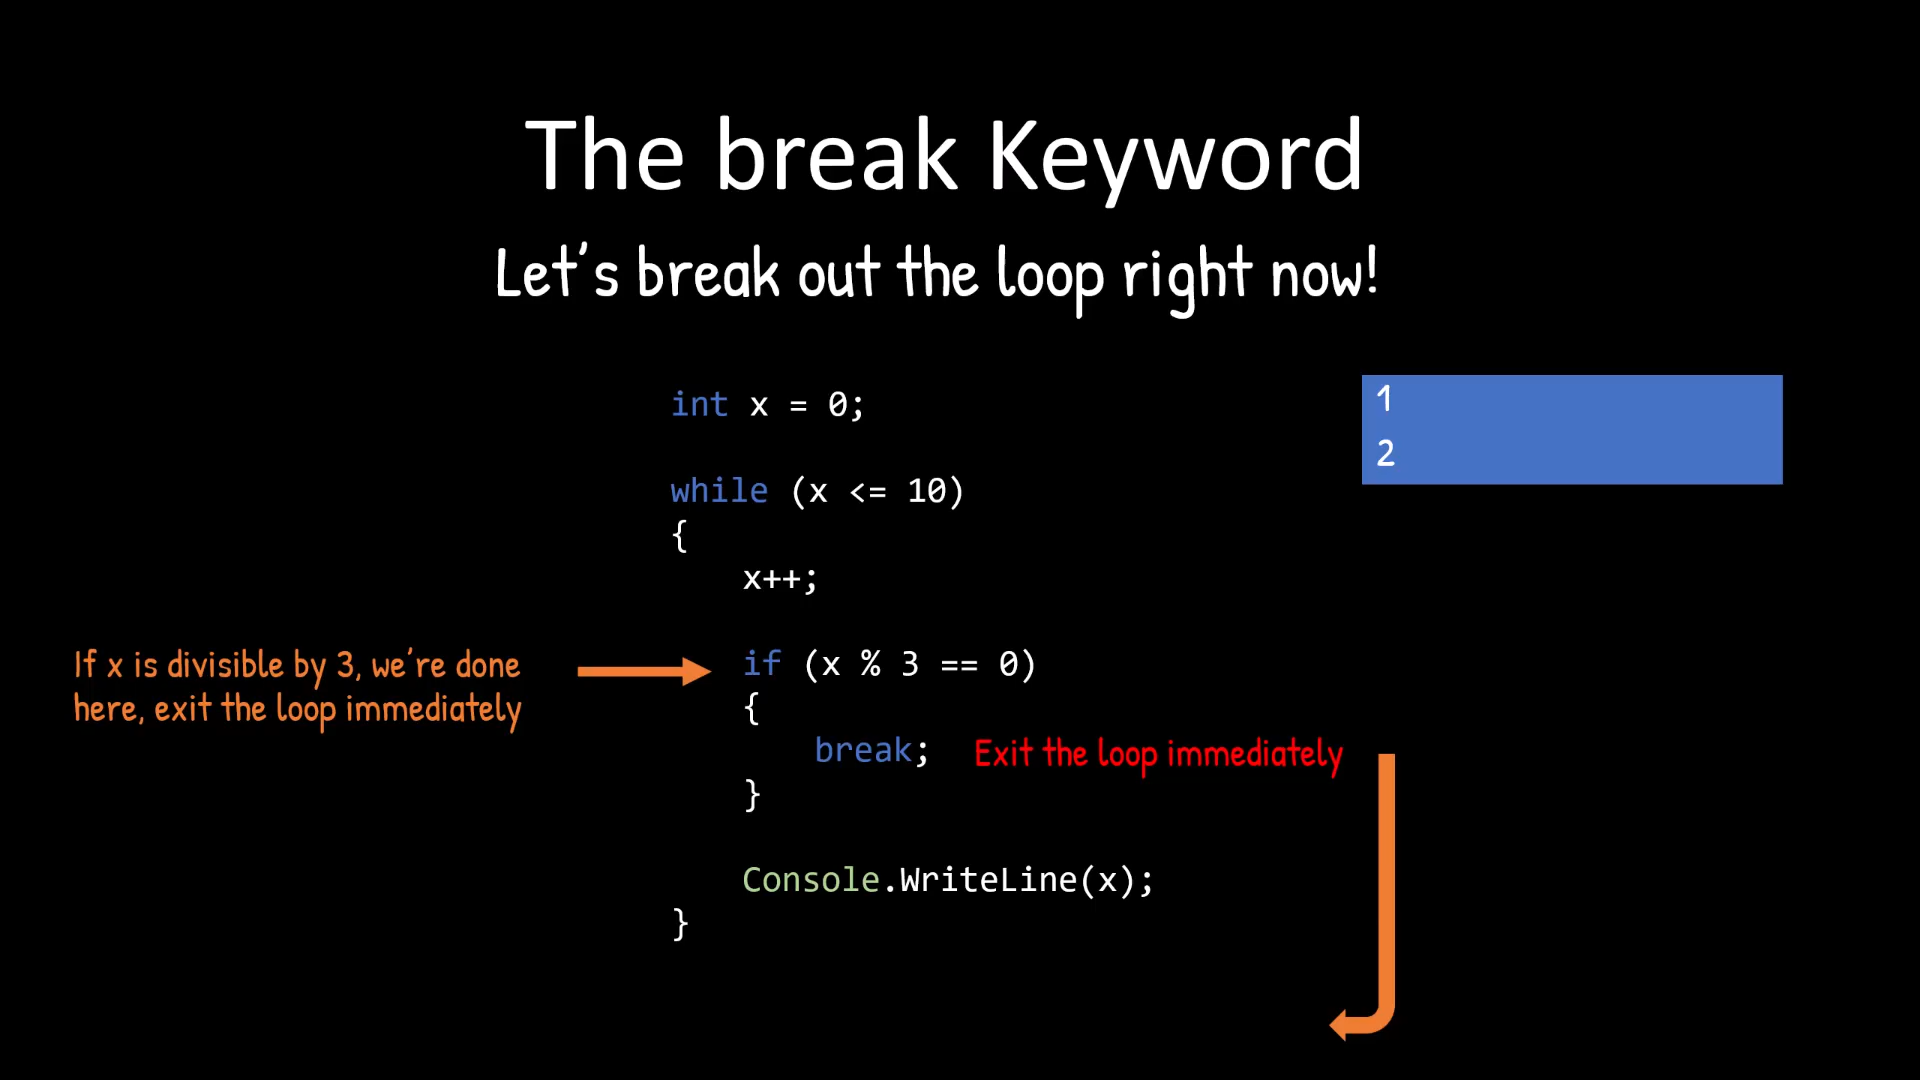 The break Keyword
Let's break out the loop right now!
int x = 0;
while (x <= 10)
{
x++;
if (x % 3 == 0)
{
break;
}
Console.WriteLine(x);
}
If x is divisible by 3, we're done
here, exit the loop immediately
Exit the loop immediately
1
2